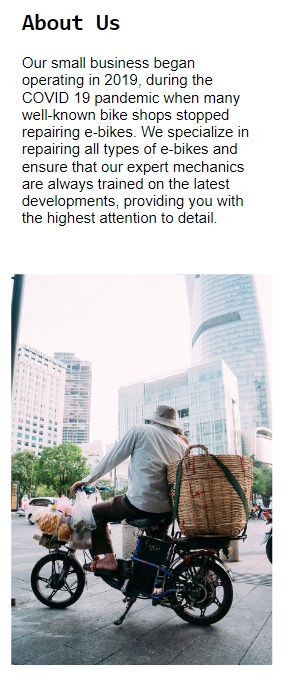 About Us
Our small business began
operating in 2019, during the
COVID 19 pandemic when many
well-known bike shops stopped
repairing e-bikes. We specialize in
repairing all types of e-bikes and
ensure that our expert mechanics
are always trained on the latest
developments, providing you with
the highest attention to detail.